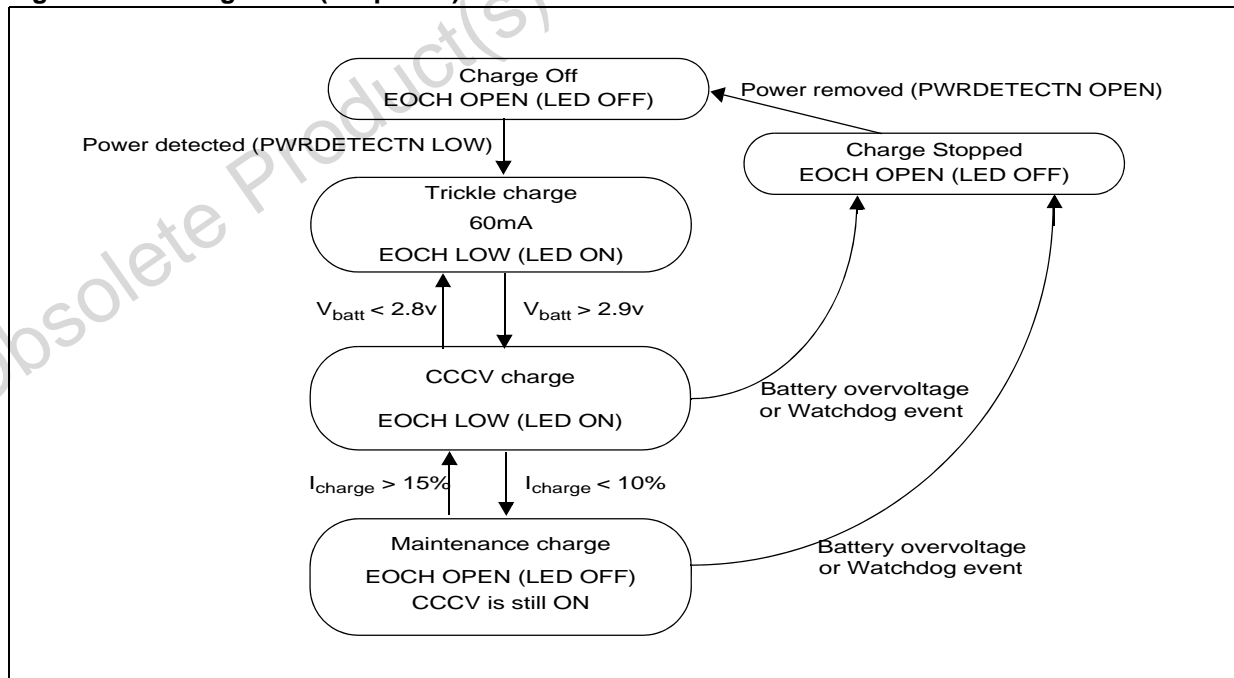 Charge Off
EOCH OPEN (LED OFF)
Power removed (PWRDETECTN OPEN)
Power detected (PWRDETECTN LOW)
Charge Stopped
EOCH OPEN (LED OFF)
Trickle charge
60mA
EOCH LOW (LED ON)
Vbatt < 2.8v
Vbatt > 2.9v
CCCV charge
EOCH LOW (LED ON)
Battery overvoltage
or Watchdog event
Icharge > 15%
Icharge < 10%
Maintenance charge
EOCH OPEN (LED OFF)
CCCV is still ON
Battery overvoltage
or Watchdog event
Obsolete Product(s)